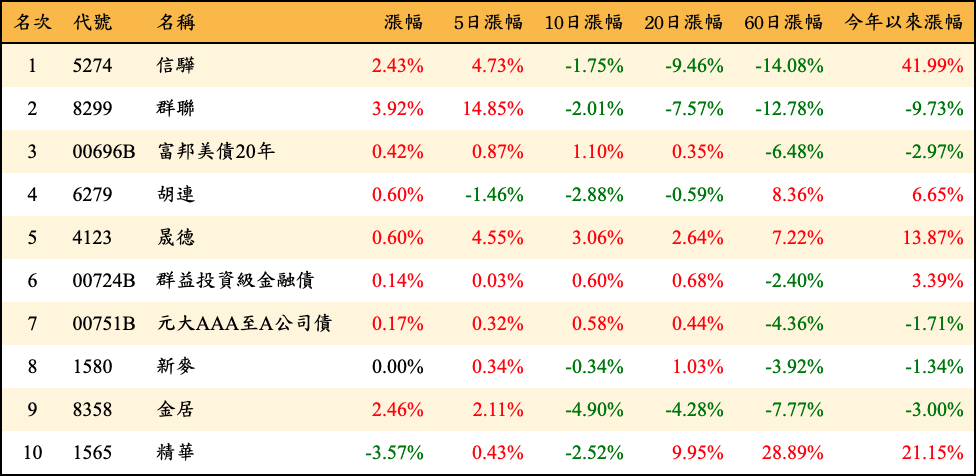 名次 代號 名稱 漲幅 5日漲幅 10日漲幅 20日漲幅 60日漲幅 今年以來漲幅
1 5274 信驊 2.43% 4.73% -1.75% -9.46% -14.08% 41.99%
2 8299 群聯 3.92% 14.85% -2.01% -7.57% -12.78% -9.73%
3 00696B 富邦美債20年 0.42% 0.87% 1.10% 0.35% -6.48% -2.97%
4 6279 胡連 0.60% -1.46% -2.88% -0.59% 8.36% 6.65%
5 4123 晟德 0.60% 4.55% 3.06% 2.64% 7.22% 13.87%
6 00724B 群益投資級金融債 0.14% 0.03% 0.60% 0.68% -2.40% 3.39%
7 00751B 元大AAA至A公司債 0.17% 0.32% 0.58% 0.44% -4.36% -1.71%
8 1580 新麥 0.00% 0.34% -0.34% 1.03% -3.92% -1.34%
9 8358 金居 2.46% 2.11% -4.90% -4.28% -7.77% -3.00%
10 1565 精華 -3.57% 0.43% -2.52% 9.95% 28.89% 21.15%